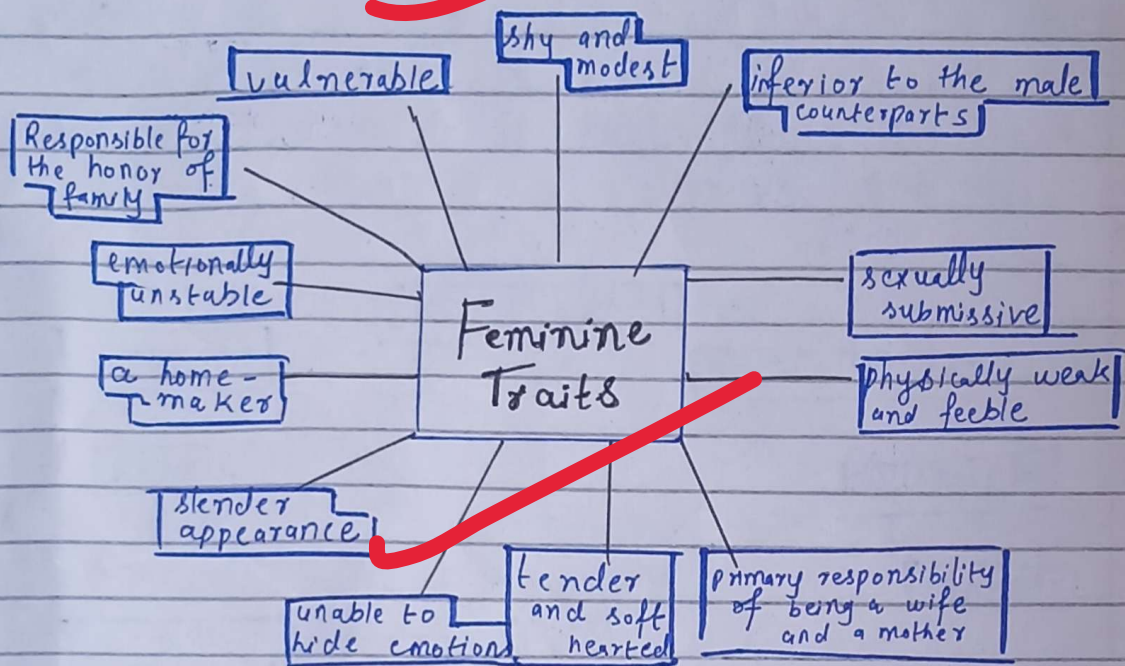 shy and
modest
vulnerable
inferior to the male
counterparts
Responsible for
the honor of
family
emotionally
unstable
sexually
submissive
Feminine
Traits
a home-
maker
physically weak
and feeble
slender
appearance
unable to
hide emotions
tender
and soft
hearted
primary responsibility
of being a wife
and a mother